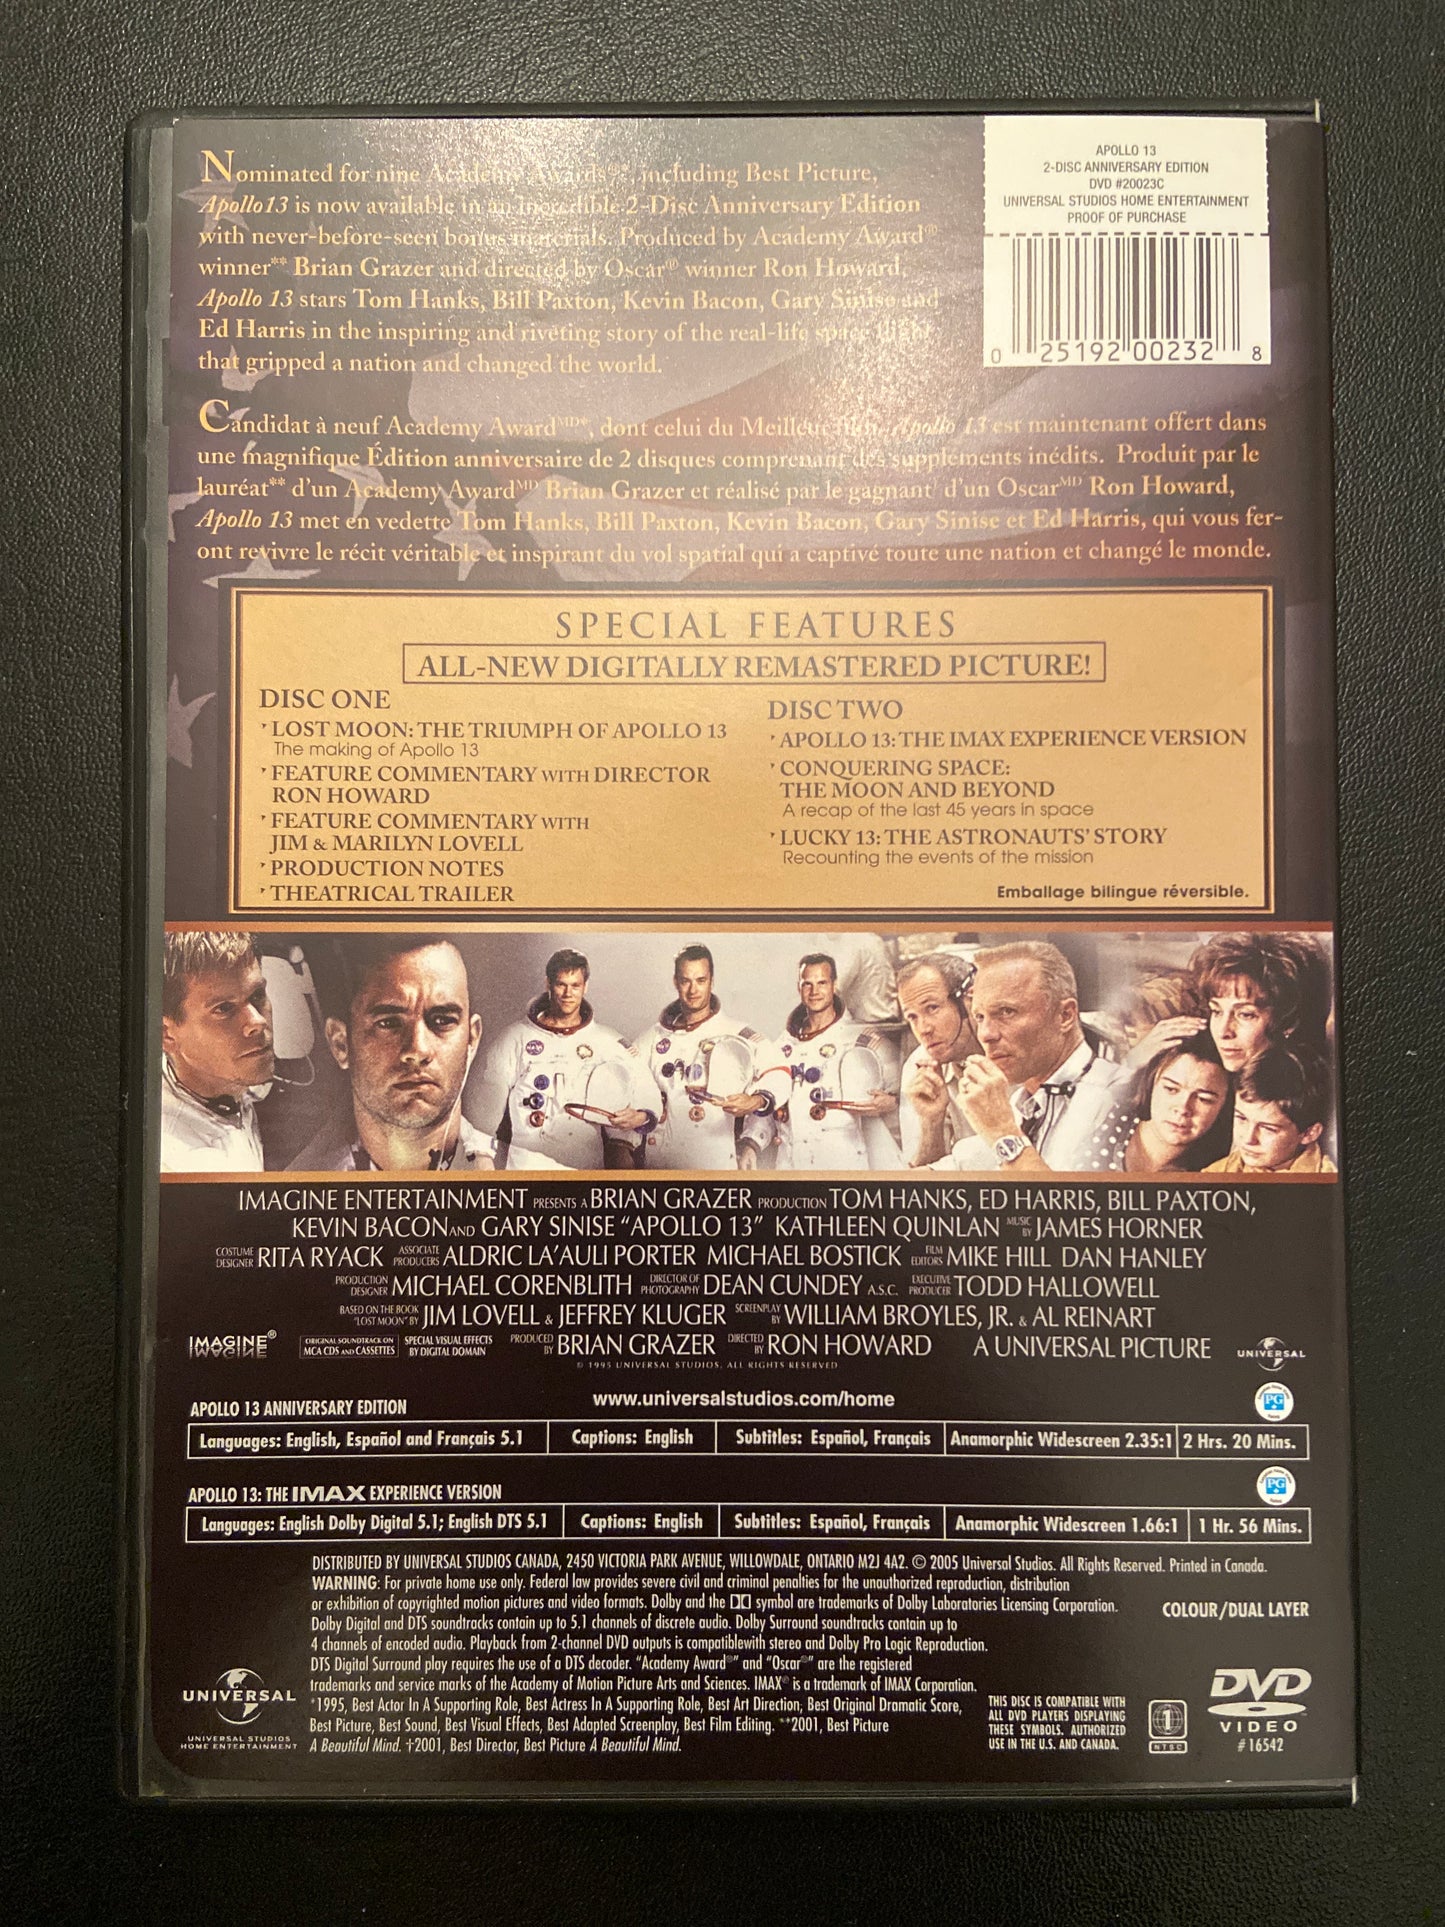 Nominated for nine Academy Awards®*, including Best Picture,
Apollo 13 is now available in an incredible 2-Disc Anniversary Edition
with never-before-seen bonus materials. Produced by Academy Award®
winner** Brian Grazer and directed by Oscar® winner Ron Howard,
Apollo 13 stars Tom Hanks, Bill Paxton, Kevin Bacon, Gary Sinise and
Ed Harris in the inspiring and riveting story of the real-life space flight
that gripped a nation and changed the world.
APOLLO 13
2-DISC ANNIVERSARY EDITION
DVD #20023C
UNIVERSAL STUDIOS HOME ENTERTAINMENT
PROOF OF PURCHASE
0 25192 00232 8
Candidat à neuf Academy Award MD*, dont celui du Meilleur film, Apollo 13 est maintenant offert dans
une magnifique Édition anniversaire de 2 disques comprenant des suppléments inédits. Produit par le
lauréat** d'un Academy Award MD Brian Grazer et réalisé par le gagnant† d'un Oscar MD Ron Howard,
Apollo 13 met en vedette Tom Hanks, Bill Paxton, Kevin Bacon, Gary Sinise et Ed Harris, qui vous fer-
ont revivre le récit véritable et inspirant du vol spatial qui a captivé toute une nation et changé le monde.
SPECIAL FEATURES
ALL-NEW DIGITALLY REMASTERED PICTURE!
DISC ONE
LOST MOON: THE TRIUMPH OF APOLLO 13
The making of Apollo 13
FEATURE COMMENTARY WITH DIRECTOR
RON HOWARD
FEATURE COMMENTARY WITH
JIM & MARILYN LOVELL
PRODUCTION NOTES
THEATRICAL TRAILER
DISC TWO
APOLLO 13: THE IMAX EXPERIENCE VERSION
CONQUERING SPACE:
THE MOON AND BEYOND
A recap of the last 45 years in space
LUCKY 13: THE ASTRONAUTS' STORY
Recounting the events of the mission
Emballage bilingue réversible.
IMAGINE ENTERTAINMENT PRESENTS A BRIAN GRAZER PRODUCTION TOM HANKS, ED HARRIS, BILL PAXTON,
KEVIN BACON AND GARY SINISE "APOLLO 13" KATHLEEN QUINLAN MUSIC BY JAMES HORNER
COSTUME DESIGNER RITA RYACK ASSOCIATE PRODUCERS ALDRIC LA'AULI PORTER MICHAEL BOSTICK FILM EDITORS MIKE HILL DAN HANLEY
PRODUCTION DESIGNER MICHAEL CORENBLITH DIRECTOR OF PHOTOGRAPHY DEAN CUNDEY A.S.C. EXECUTIVE PRODUCER TODD HALLOWELL
BASED ON THE BOOK "LOST MOON" BY JIM LOVELL & JEFFREY KLUGER SCREENPLAY BY WILLIAM BROYLES, JR. & AL REINART
IMAGINE® ORIGINAL SOUNDTRACK ON MCA CDS AND CASSETTES SPECIAL VISUAL EFFECTS BY DIGITAL DOMAIN PRODUCED BY BRIAN GRAZER DIRECTED BY RON HOWARD A UNIVERSAL PICTURE UNIVERSAL
© 1995 UNIVERSAL STUDIOS, ALL RIGHTS RESERVED
www.universalstudios.com/home
APOLLO 13 ANNIVERSARY EDITION
PG
Languages: English, Español and Français 5.1 Captions: English Subtitles: Español, Français Anamorphic Widescreen 2.35:1 2 Hrs. 20 Mins.
APOLLO 13: THE IMAX EXPERIENCE VERSION
PG
Languages: English Dolby Digital 5.1; English DTS 5.1 Captions: English Subtitles: Español, Français Anamorphic Widescreen 1.66:1 1 Hr. 56 Mins.
DISTRIBUTED BY UNIVERSAL STUDIOS CANADA, 2450 VICTORIA PARK AVENUE, WILLOWDALE, ONTARIO M2J 4A2. © 2005 Universal Studios. All Rights Reserved. Printed in Canada.
WARNING: For private home use only. Federal law provides severe civil and criminal penalties for the unauthorized reproduction, distribution
or exhibition of copyrighted motion pictures and video formats. Dolby and the symbol are trademarks of Dolby Laboratories Licensing Corporation.
Dolby Digital and DTS soundtracks contain up to 5.1 channels of discrete audio. Dolby Surround soundtracks contain up to
4 channels of encoded audio. Playback from 2-channel DVD outputs is compatiblewith stereo and Dolby Pro Logic Reproduction.
DTS Digital Surround play requires the use of a DTS decoder. "Academy Award®" and "Oscar®" are the registered
trademarks and service marks of the Academy of Motion Picture Arts and Sciences. IMAX® is a trademark of IMAX Corporation.
*1995, Best Actor In A Supporting Role, Best Actress In A Supporting Role, Best Art Direction; Best Original Dramatic Score,
Best Picture, Best Sound, Best Visual Effects, Best Adapted Screenplay, Best Film Editing. **2001, Best Picture
A Beautiful Mind. †2001, Best Director, Best Picture A Beautiful Mind.
COLOUR/DUAL LAYER
UNIVERSAL
UNIVERSAL STUDIOS
HOME ENTERTAINMENT
THIS DISC IS COMPATIBLE WITH
ALL DVD PLAYERS DISPLAYING
THESE SYMBOLS. AUTHORIZED
USE IN THE U.S. AND CANADA.
1
NTSC
DVD
VIDEO
#16542